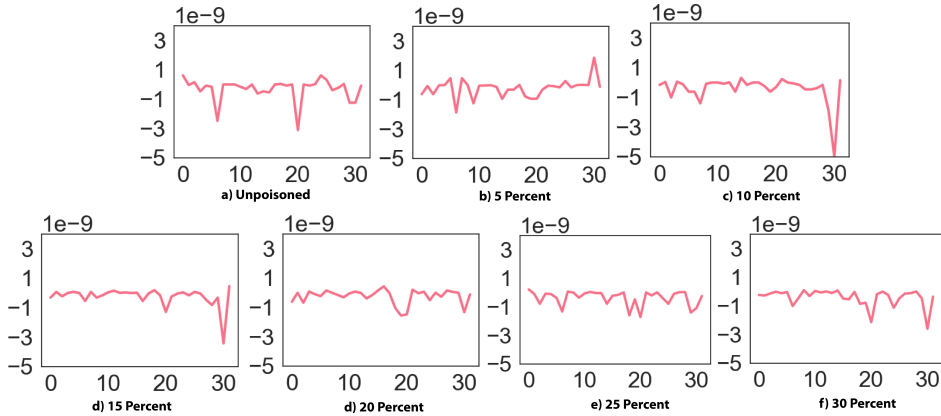 1e−9 1e−9 1e−9
3 3 3
1 1 1
−1 −1 −1
−3 −3 −3
−5 −5 −5
0 10 20 30 0 10 20 30 0 10 20 30
a) Unpoisoned b) 5 Percent c) 10 Percent
1e−9 1e−9 1e−9 1e−9
3 3 3 3
1 1 1 1
−1 −1 −1 −1
−3 −3 −3 −3
−5 −5 −5 −5
0 10 20 30 0 10 20 30 0 10 20 30 0 10 20 30
d) 15 Percent d) 20 Percent e) 25 Percent f) 30 Percent